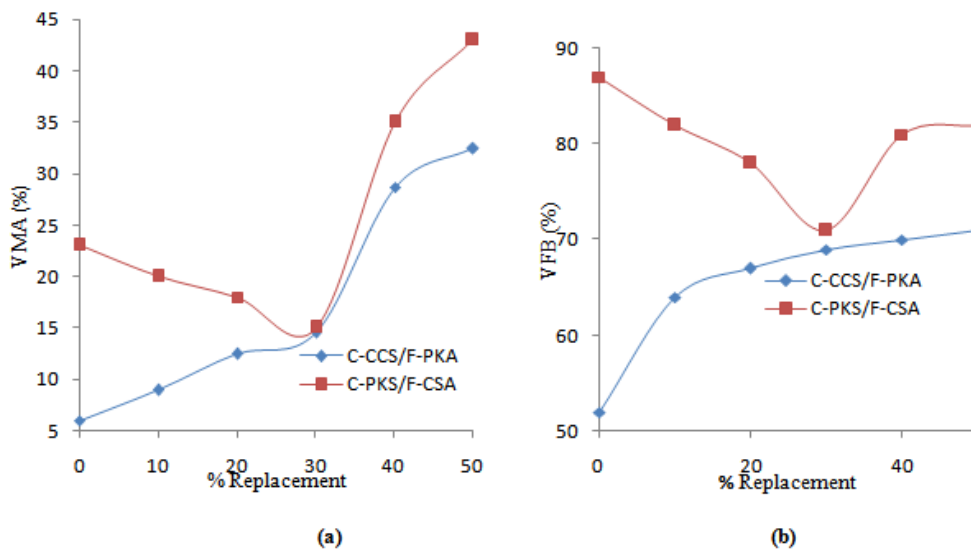 45
40
35
30
25
20
15
10
5
VMA (%)
0
10
20
30
40
50
% Replacement
C-CCS/F-PKA
C-PKS/F-CSA
(a)
90
80
70
60
50
VFB (%)
0
20
40
% Replacement
C-CCS/F-PKA
C-PKS/F-CSA
(b)